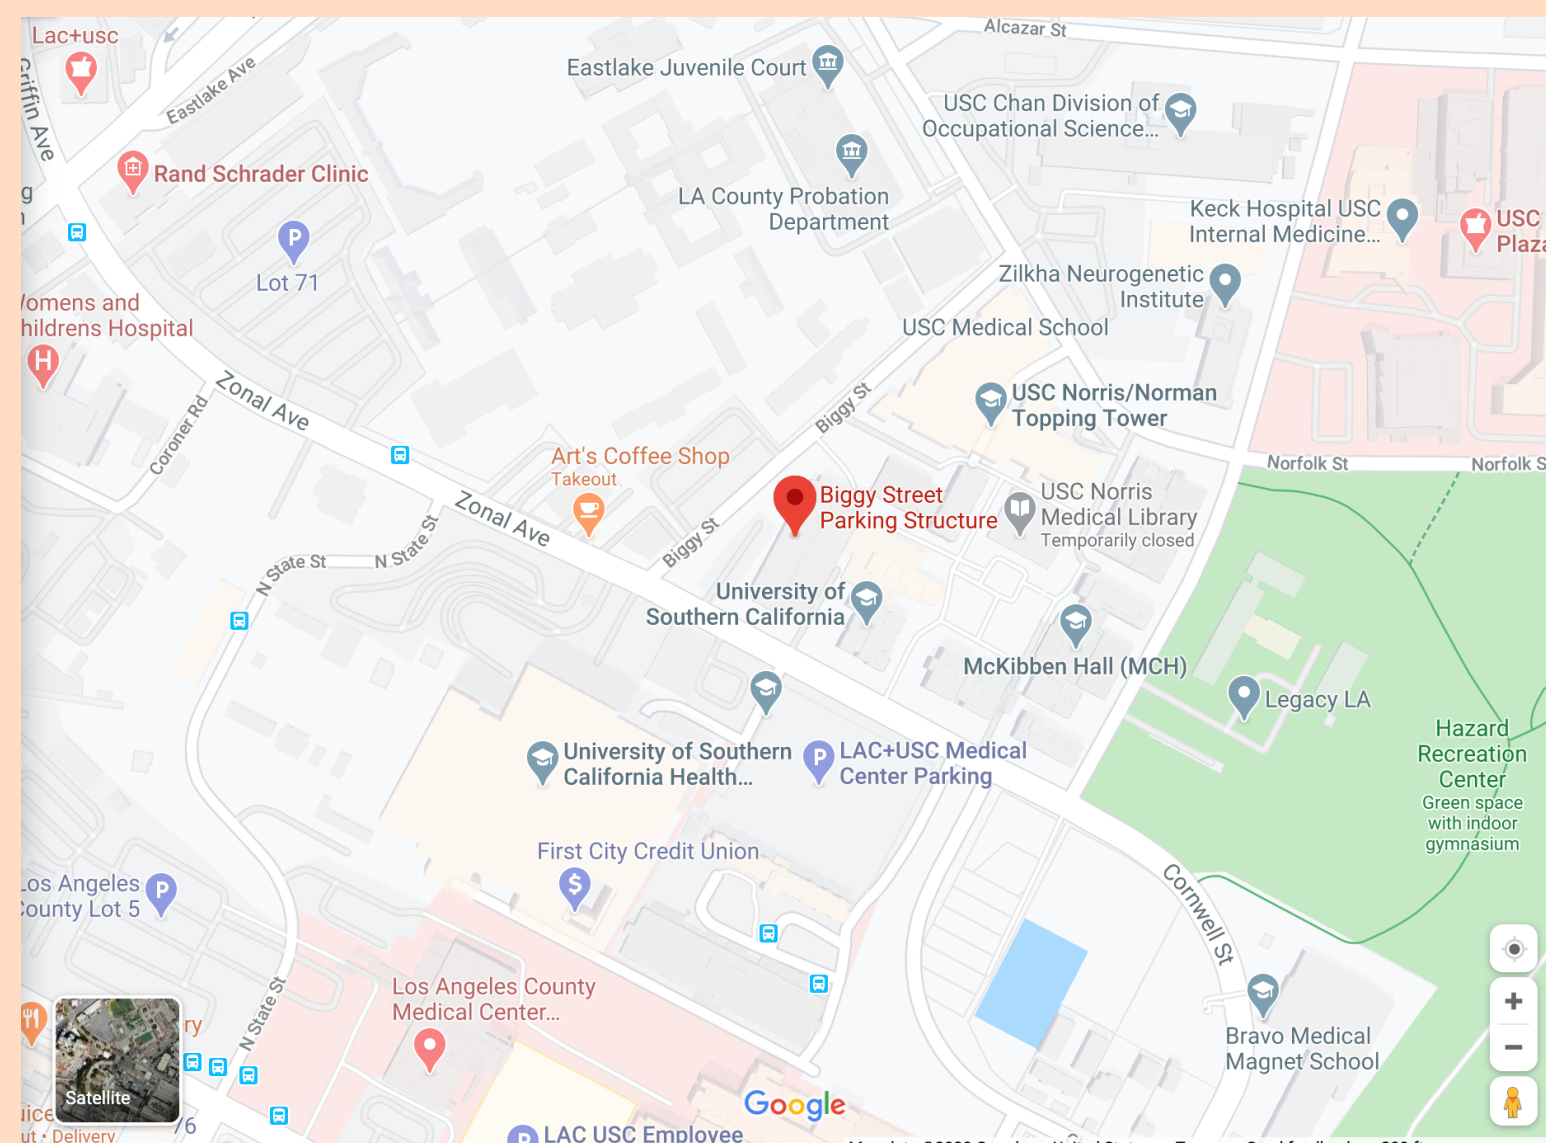 Lac+usc
Griffin Ave
Eastlake Ave
Alcazar St
Eastlake Juvenile Court
USC Chan Division of
Occupational Science...
Rand Schrader Clinic
LA County Probation
Department
Keck Hospital USC
Internal Medicine...
USC
Plaza
g
P
Lot 71
Zilkha Neurogenetic
Institute
USC Medical School
omens and
hildrens Hospital
H
Zonal Ave
Coroner Rd
Biggy St
USC Norris/Norman
Topping Tower
Art's Coffee Shop
Takeout
Norfolk St
Norfolk S
Zonal Ave
Biggy Street
Parking Structure
USC Norris
Medical Library
Temporarily closed
Biggy St
N State St
N State St
University of
Southern California
McKibben Hall (MCH)
Legacy LA
Hazard
Recreation
Center
Green space
with indoor
gymnasium
University of Southern
California Health...
P
LAC+USC Medical
Center Parking
First City Credit Union
$
Los Angeles
ounty Lot 5
P
Cornwell St
Los Angeles County
Medical Center...
N State St
ry
Bravo Medical
Magnet School
Satellite
Google
uice
ut • Delivery
76
P
LAC USC Employee